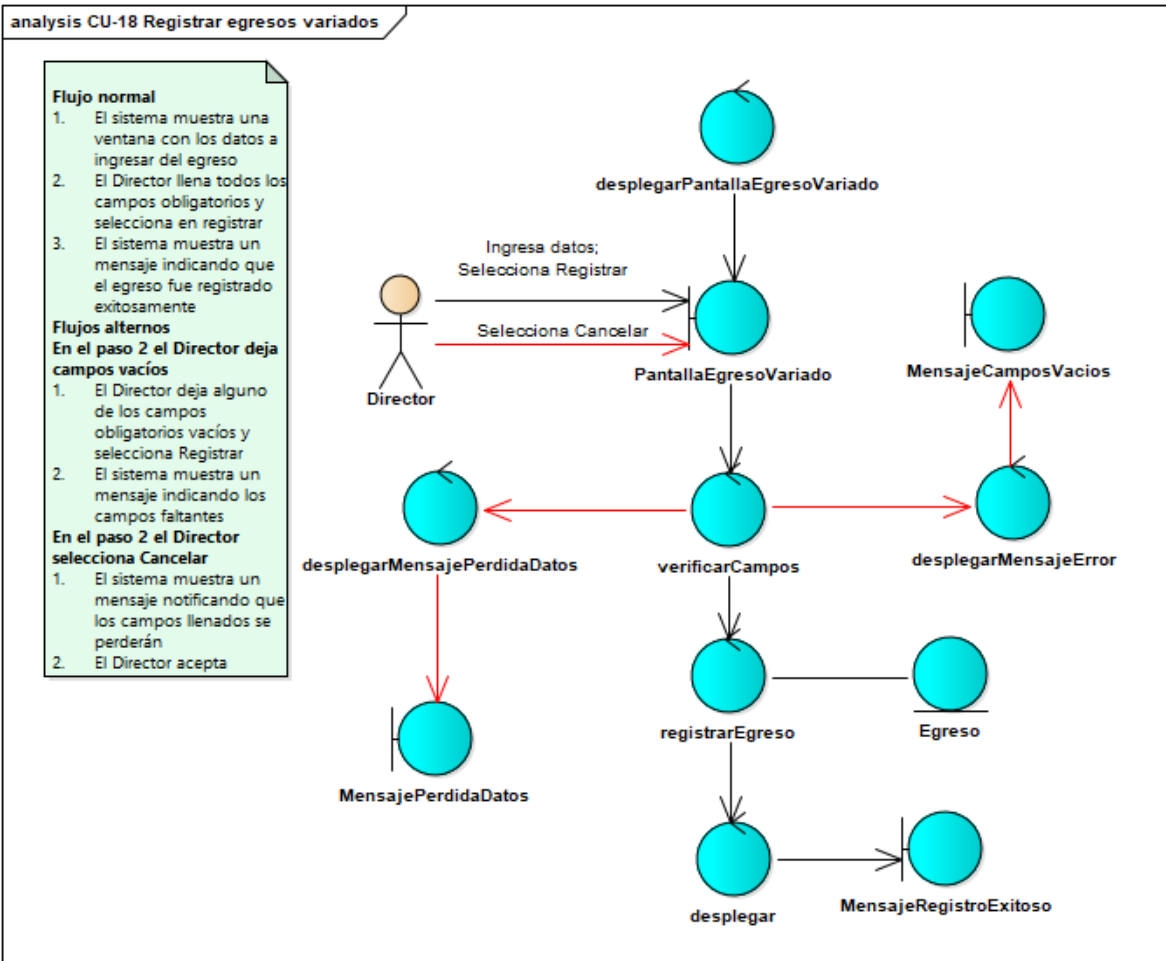 analysis CU-18 Registrar egresos variados
Flujo normal
1. El sistema muestra una
ventana con los datos a
ingresar del egreso
2. El Director llena todos los
campos obligatorios y
selecciona en registrar
3. El sistema muestra un
mensaje indicando que
el egreso fue registrado
exitosamente
Flujos alternos
En el paso 2 el Director deja
campos vacíos
1. El Director deja alguno
de los campos
obligatorios vacíos y
selecciona Registrar
2. El sistema muestra un
mensaje indicando los
campos faltantes
En el paso 2 el Director
selecciona Cancelar
1. El sistema muestra un
mensaje notificando que
los campos llenados se
perderán
2. El Director acepta
desplegarPantallaEgresoVariado
Ingresa datos;
Selecciona Registrar
Selecciona Cancelar
Director
PantallaEgresoVariado
MensajeCamposVacios
desplegarMensajePerdidaDatos
verificarCampos
desplegarMensajeError
registrarEgreso
Egreso
MensajePerdidaDatos
desplegar
MensajeRegistroExitoso